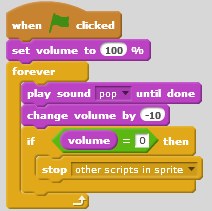 when clicked
set volume to 100 %
forever
play sound pop until done
change volume by -10
if volume = 0 then
stop other scripts in sprite